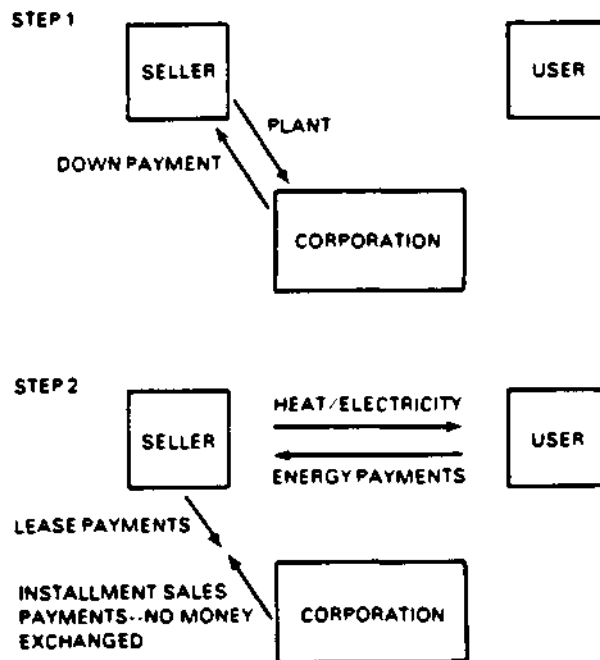 STEP 1
SELLER
USER
PLANT
DOWN PAYMENT
CORPORATION
STEP 2
HEAT/ELECTRICITY
SELLER
USER
ENERGY PAYMENTS
LEASE PAYMENTS
INSTALLMENT SALES
PAYMENTS--NO MONEY
EXCHANGED
CORPORATION